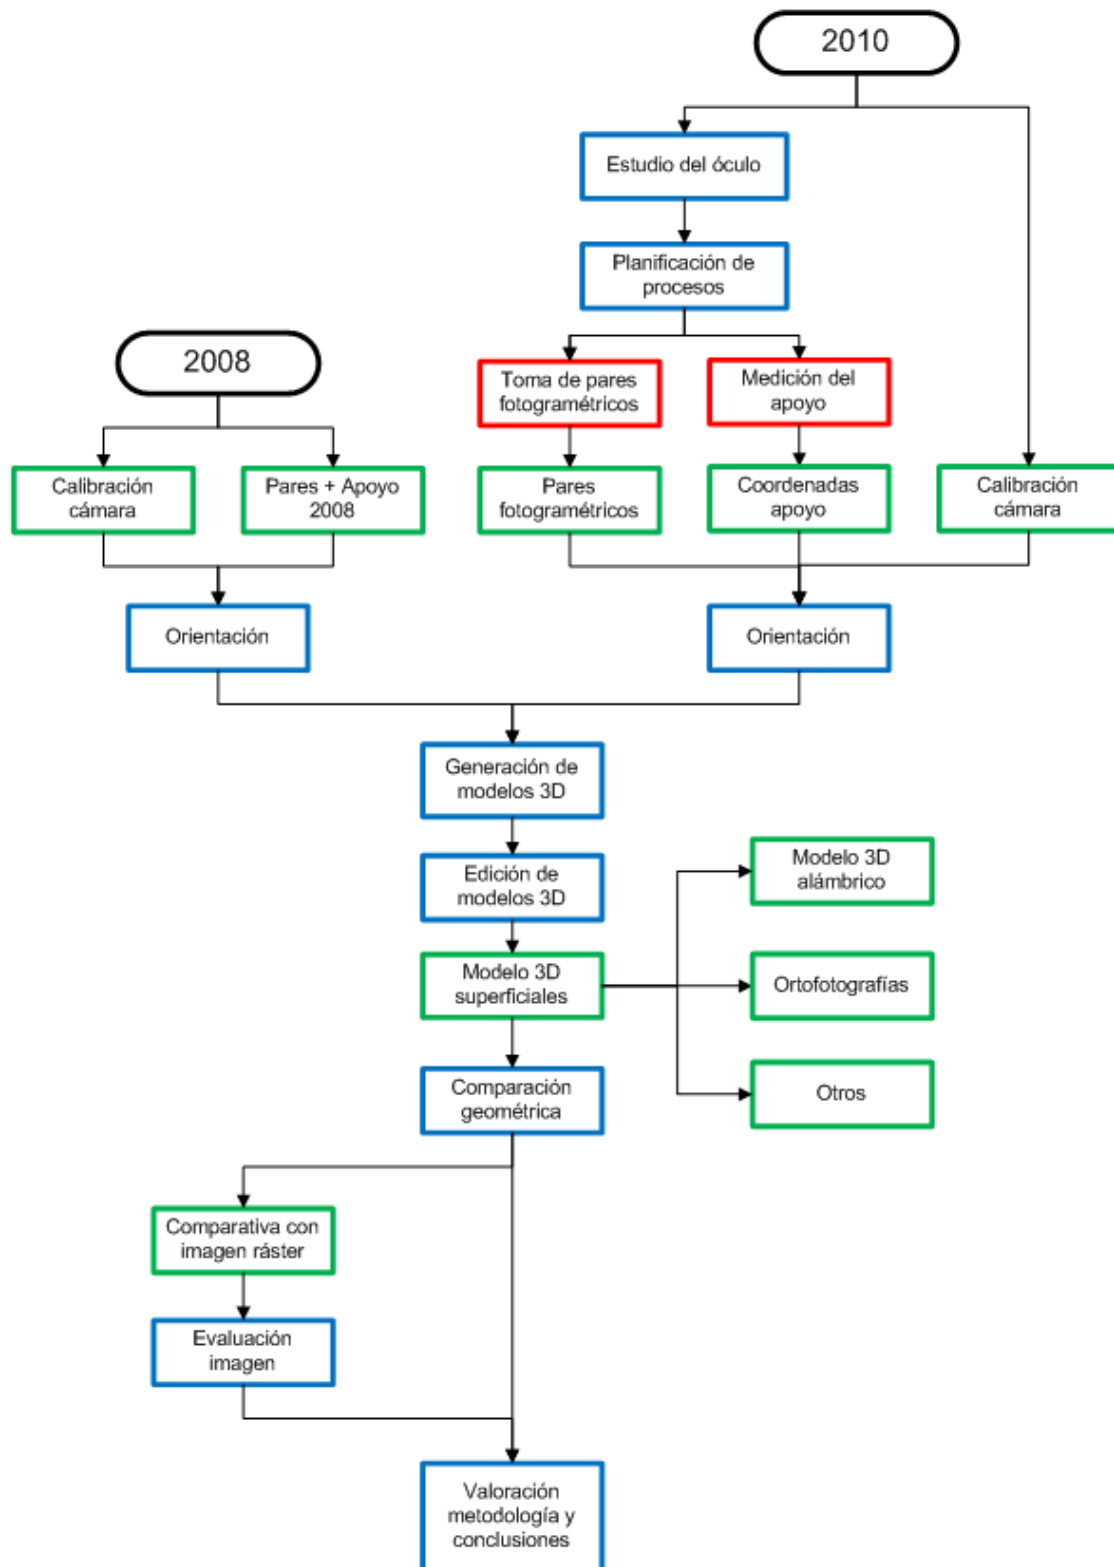 2010
Estudio del óculo
Planificación de
procesos
2008
Toma de pares
fotogramétricos
Medición del
apoyo
Calibración
cámara
Pares + Apoyo
2008
Pares
fotogramétricos
Coordenadas
apoyo
Calibración
cámara
Orientación
Orientación
Generación de
modelos 3D
Edición de
modelos 3D
Modelo 3D
alámbrico
Modelo 3D
superficiales
Ortofotografías
Comparación
geométrica
Otros
Comparativa con
imagen ráster
Evaluación
imagen
Valoración
metodología y
conclusiones